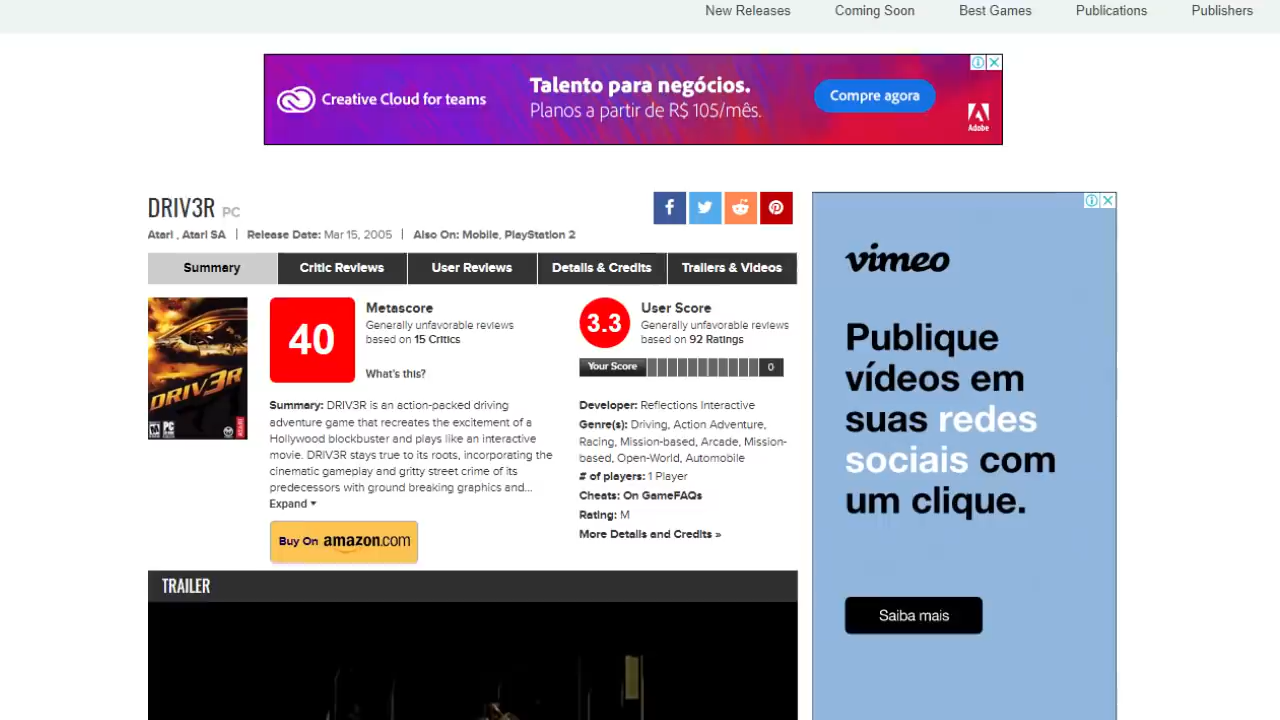 New Releases Coming Soon Best Games Publications Publishers
Creative Cloud for teams
Talento para negócios.
Planos a partir de R$ 105/mês.
Compre agora
Adobe
DRIV3R PC
Atari , Atari SA | Release Date: Mar 15, 2005 | Also On: Mobile, PlayStation 2
Summary Critic Reviews User Reviews Details & Credits Trailers & Videos
DRIV3R
PC
ATARI
40
Metascore
Generally unfavorable reviews
based on 15 Critics
What's this?
3.3
User Score
Generally unfavorable reviews
based on 92 Ratings
Your Score 0
Summary: DRIV3R is an action-packed driving
adventure game that recreates the excitement of a
Hollywood blockbuster and plays like an interactive
movie. DRIV3R stays true to its roots, incorporating the
cinematic gameplay and gritty street crime of its
predecessors with ground breaking graphics and...
Expand
Buy On amazon.com
Developer: Reflections Interactive
Genre(s): Driving, Action Adventure,
Racing, Mission-based, Arcade, Mission-
based, Open-World, Automobile
# of players: 1 Player
Cheats: On GameFAQs
Rating: M
More Details and Credits »
TRAILER
vimeo
Publique
vídeos em
suas redes
sociais com
um clique.
Saiba mais